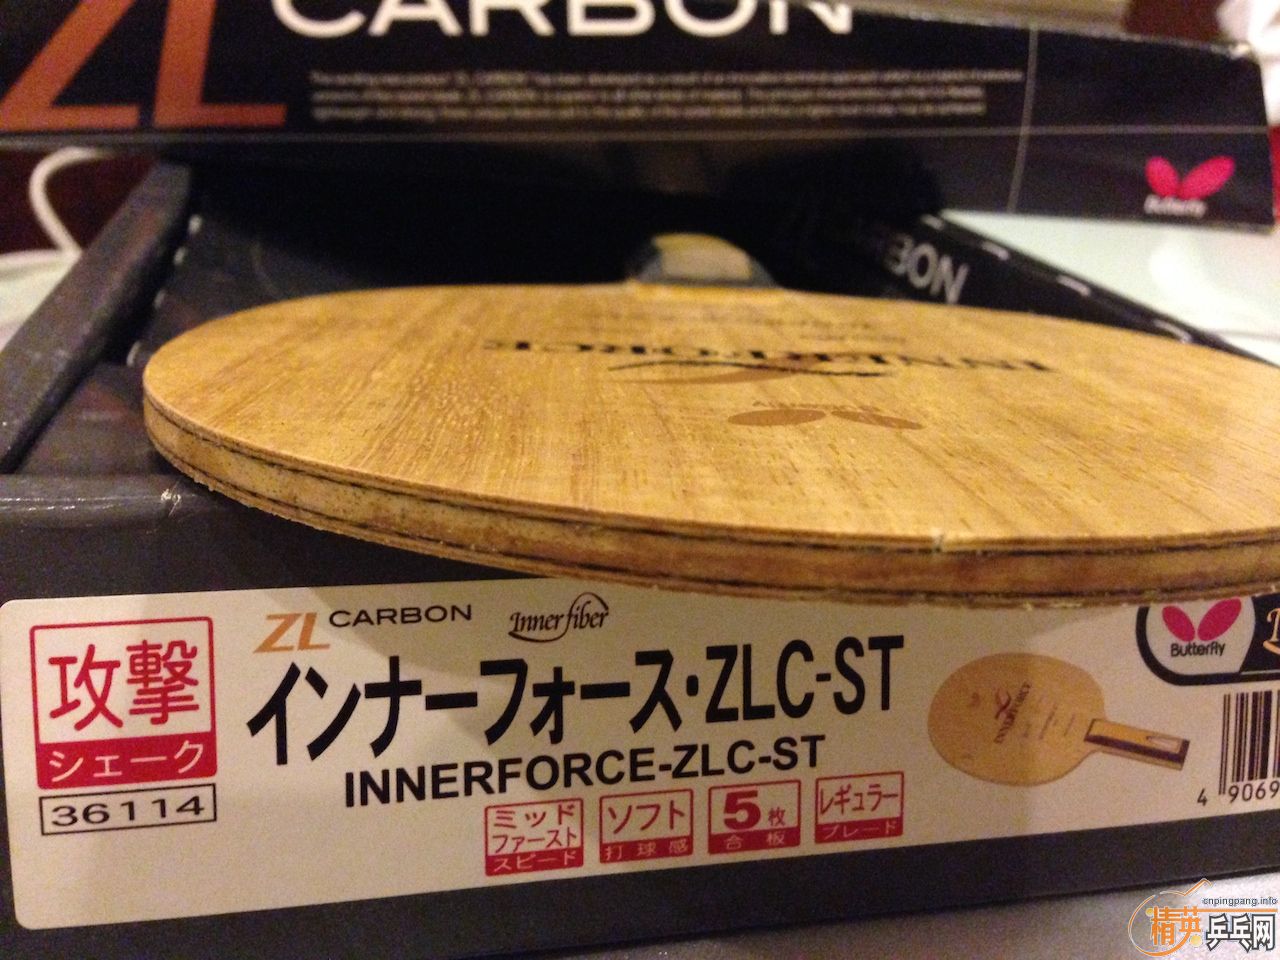 ZL CARBON
Butterfly
BON
INNERFORCE
攻撃
シェーク
36114
ZL CARBON
Innerfiber
インナーフォース・ZLC-ST
INNERFORCE-ZLC-ST
ミッド
ファースト
スピード
ソフト
打球感
5枚
合板
レギュラー
ブレード
Butterfly
4 9069
cnpingpang.info
精英乒乓网